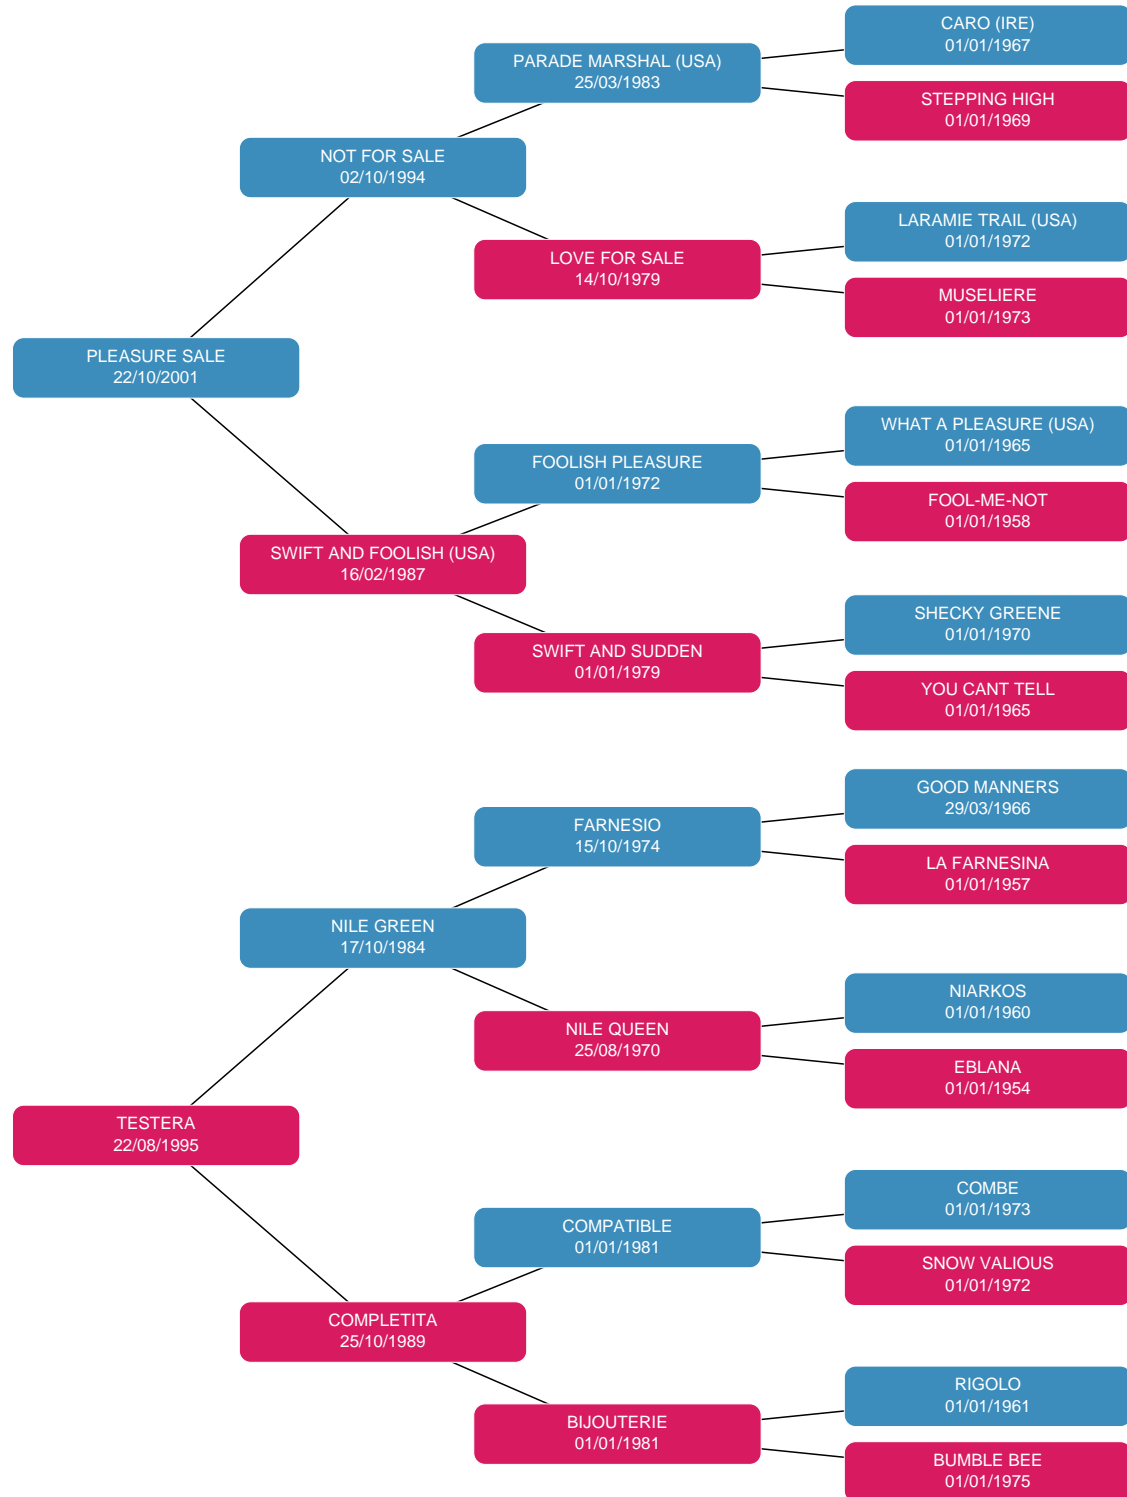 CARO (IRE)
01/01/1967
PARADE MARSHAL (USA)
25/03/1983
STEPPING HIGH
01/01/1969
NOT FOR SALE
02/10/1994
LARAMIE TRAIL (USA)
01/01/1972
LOVE FOR SALE
14/10/1979
MUSELIERE
01/01/1973
PLEASURE SALE
22/10/2001
WHAT A PLEASURE (USA)
01/01/1965
FOOLISH PLEASURE
01/01/1972
FOOL-ME-NOT
01/01/1958
SWIFT AND FOOLISH (USA)
16/02/1987
SHECKY GREENE
01/01/1970
SWIFT AND SUDDEN
01/01/1979
YOU CANT TELL
01/01/1965
GOOD MANNERS
29/03/1966
FARNESIO
15/10/1974
LA FARNESINA
01/01/1957
NILE GREEN
17/10/1984
NIARKOS
01/01/1960
NILE QUEEN
25/08/1970
EBLANA
01/01/1954
TESTERA
22/08/1995
COMBE
01/01/1973
COMPATIBLE
01/01/1981
SNOW VALIOUS
01/01/1972
COMPLETITA
25/10/1989
RIGOLO
01/01/1961
BIJOUTERIE
01/01/1981
BUMBLE BEE
01/01/1975